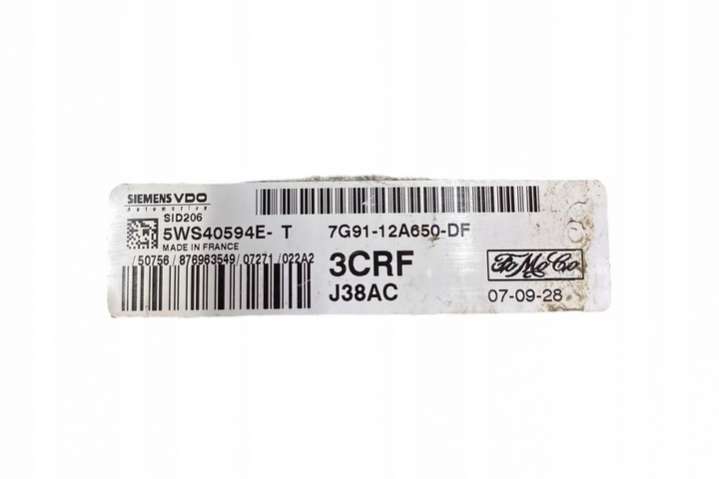 SIEMENS VDO
Automotive
SID206
5WS40594E- T
MADE IN FRANCE
/50756/876963549/07271/022A2
7G91-12A650-DF
3CRF
J38AC
FoMoCo
07-09-28